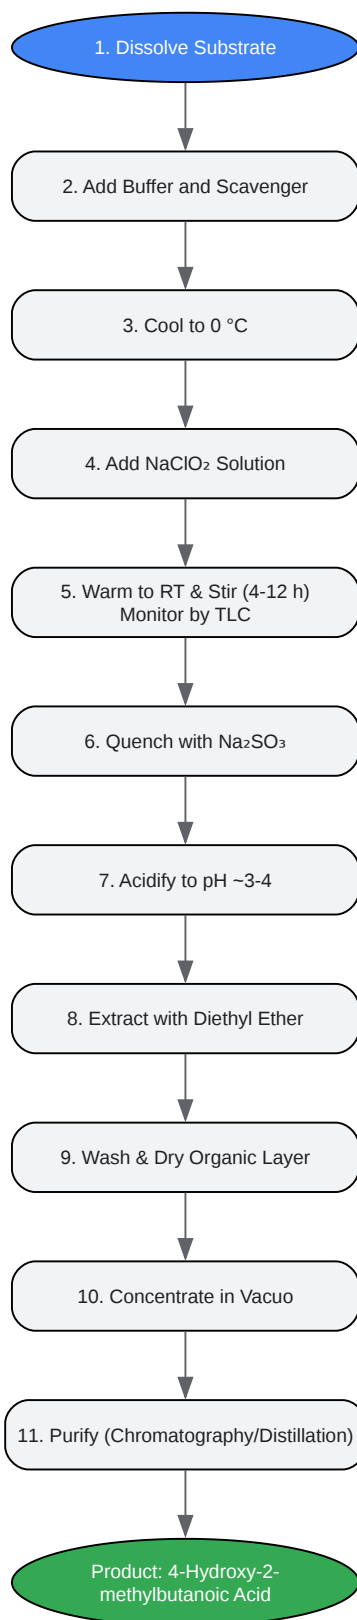 1. Dissolve Substrate
2. Add Buffer and Scavenger
3. Cool to 0 °C
4. Add NaClO₂ Solution
5. Warm to RT & Stir (4-12 h)
Monitor by TLC
6. Quench with Na₂SO₃
7. Acidify to pH ~3-4
8. Extract with Diethyl Ether
9. Wash & Dry Organic Layer
10. Concentrate in Vacuo
11. Purify (Chromatography/Distillation)
Product: 4-Hydroxy-2-
methylbutanoic Acid